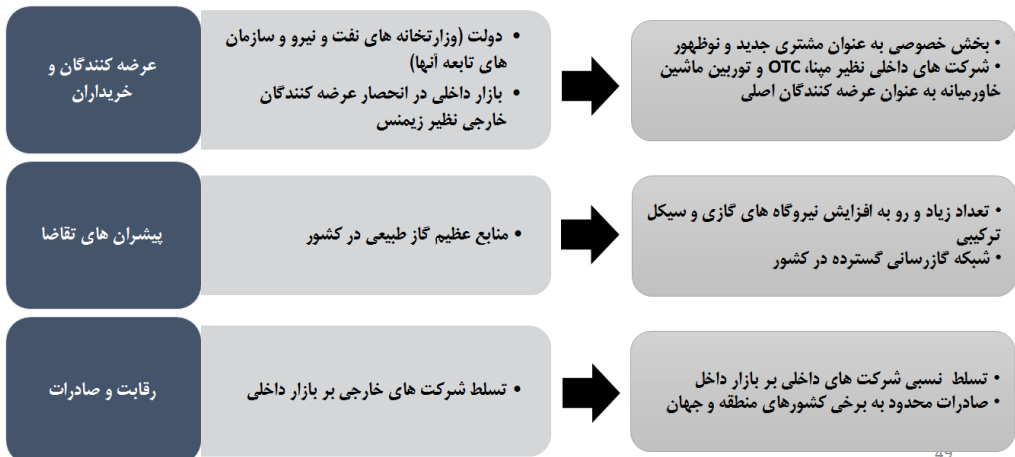 عرضه کنندگان و
خریداران
• دولت (وزارتخانه های نفت و نیرو و سازمان
های تابعه آنها)
• بازار داخلی در انحصار عرضه کنندگان
خارجی نظیر زیمنس
• بخش خصوصی به عنوان مشتری جدید و نوظهور
• شرکت های داخلی نظیر مپنا، OTC و توربین ماشین
خاورمیانه به عنوان عرضه کنندگان اصلی
پیشران های تقاضا
• منابع عظیم گاز طبیعی در کشور
• تعداد زیاد و رو به افزایش نیروگاه های گازی و سیکل
ترکیبی
• شبکه گازرسانی گسترده در کشور
رقابت و صادرات
• تسلط شرکت های خارجی بر بازار داخلی
• تسلط نسبی شرکت های داخلی بر بازار داخل
• صادرات محدود به برخی کشورهای منطقه و جهان
49